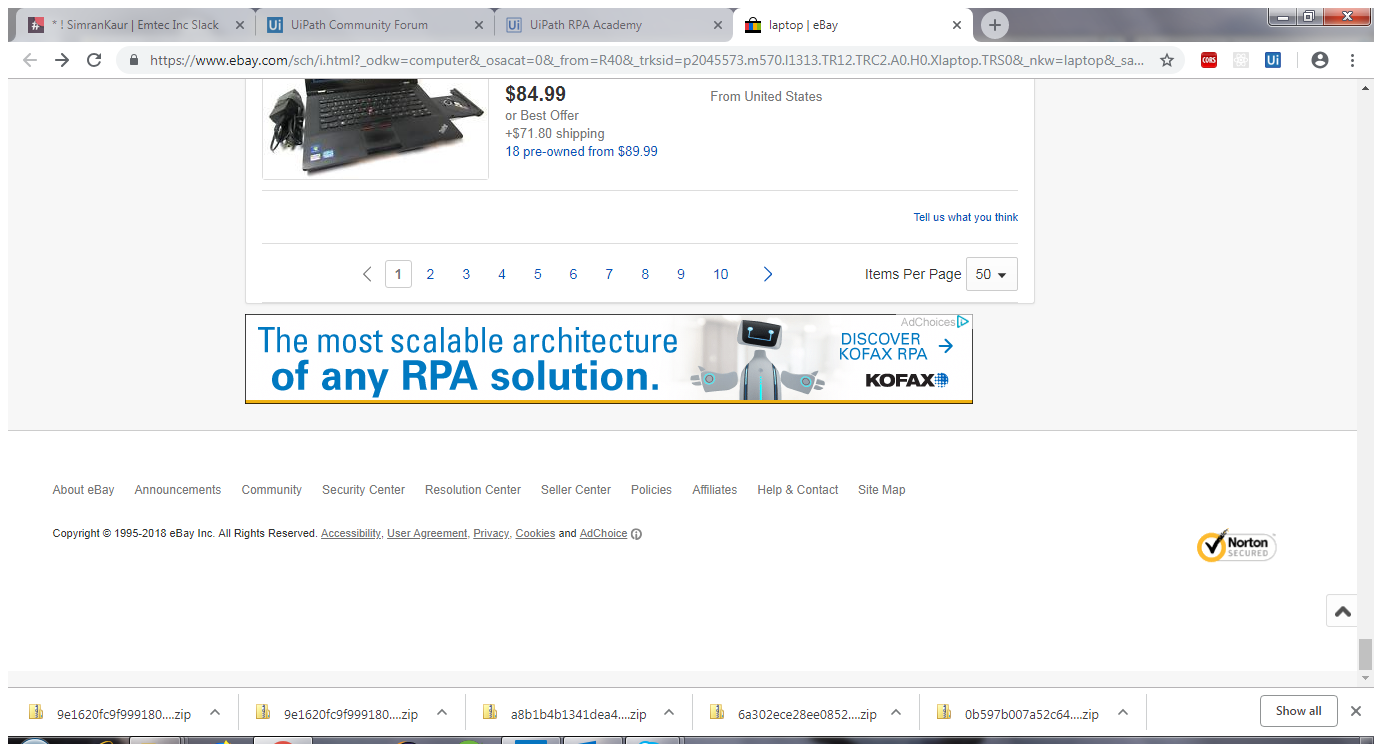 * ! SimranKaur | Emtec Inc Slack
UiPath Community Forum
UiPath RPA Academy
laptop | eBay
https://www.ebay.com/sch/i.html?_odkw=computer&_osacat=0&_from=R40&_trksid=p2045573.m570.l1313.TR12.TRC2.A0.H0.Xlaptop.TRS0&_nkw=laptop&_sa...
CORS
Ui
$84.99
From United States
or Best Offer
+$71.80 shipping
18 pre-owned from $89.99
Tell us what you think
1 2 3 4 5 6 7 8 9 10
Items Per Page 50
AdChoices
The most scalable architecture
of any RPA solution.
DISCOVER
KOFAX RPA
KOFAX
About eBay Announcements Community Security Center Resolution Center Seller Center Policies Affiliates Help & Contact Site Map
Copyright © 1995-2018 eBay Inc. All Rights Reserved. Accessibility, User Agreement, Privacy, Cookies and AdChoice
Norton
SECURED
9e1620fc9f999180....zip
9e1620fc9f999180....zip
a8b1b4b1341dea4....zip
6a302ece28ee0852....zip
0b597b007a52c64....zip
Show all